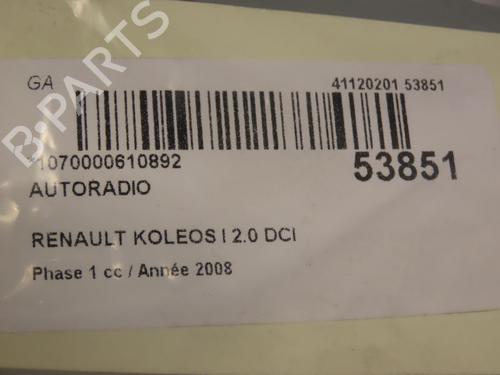 GA
41120201 53851
*1070000610892
53851
AUTORADIO
RENAULT KOLEOS I 2.0 DCI
Phase 1 cc / Année 2008
B-PARTS